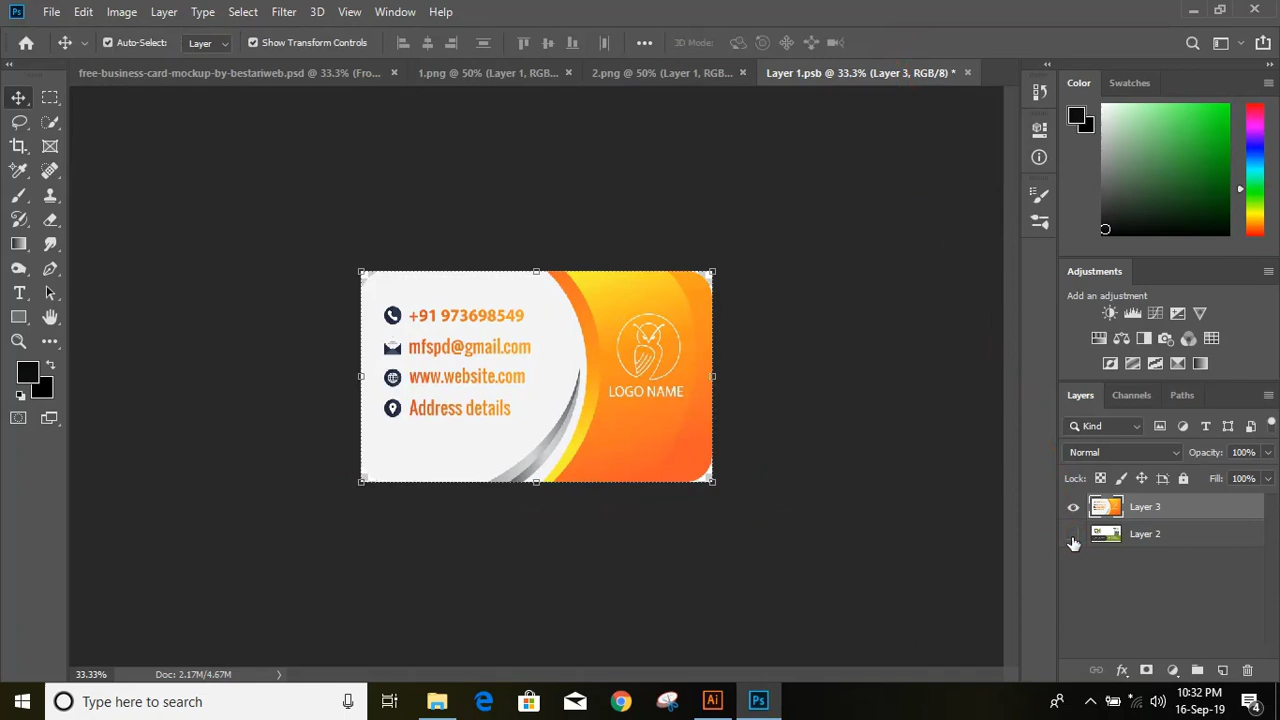 Ps File Edit Image Layer Type Select Filter 3D View Window Help
Auto-Select: Layer Show Transform Controls 3D Mode:
free-business-card-mockup-by-bestariweb.psd @ 33.3% (Fro... × 1.png @ 50% (Layer 1, RGB... × 2.png @ 50% (Layer 1, RGB... × Layer 1.psb @ 33.3% (Layer 3, RGB/8) * ×
Color Swatches
Adjustments
Add an adjustment
Layers Channels Paths
Kind
Normal Opacity: 100%
Lock: Fill: 100%
Layer 3
Layer 2
+91 973698549
mfspd@gmail.com
www.website.com
Address details
LOGO NAME
33.33% Doc: 2.17M/4.67M
Type here to search
Ai Ps
10:32 PM
16-Sep-19
4